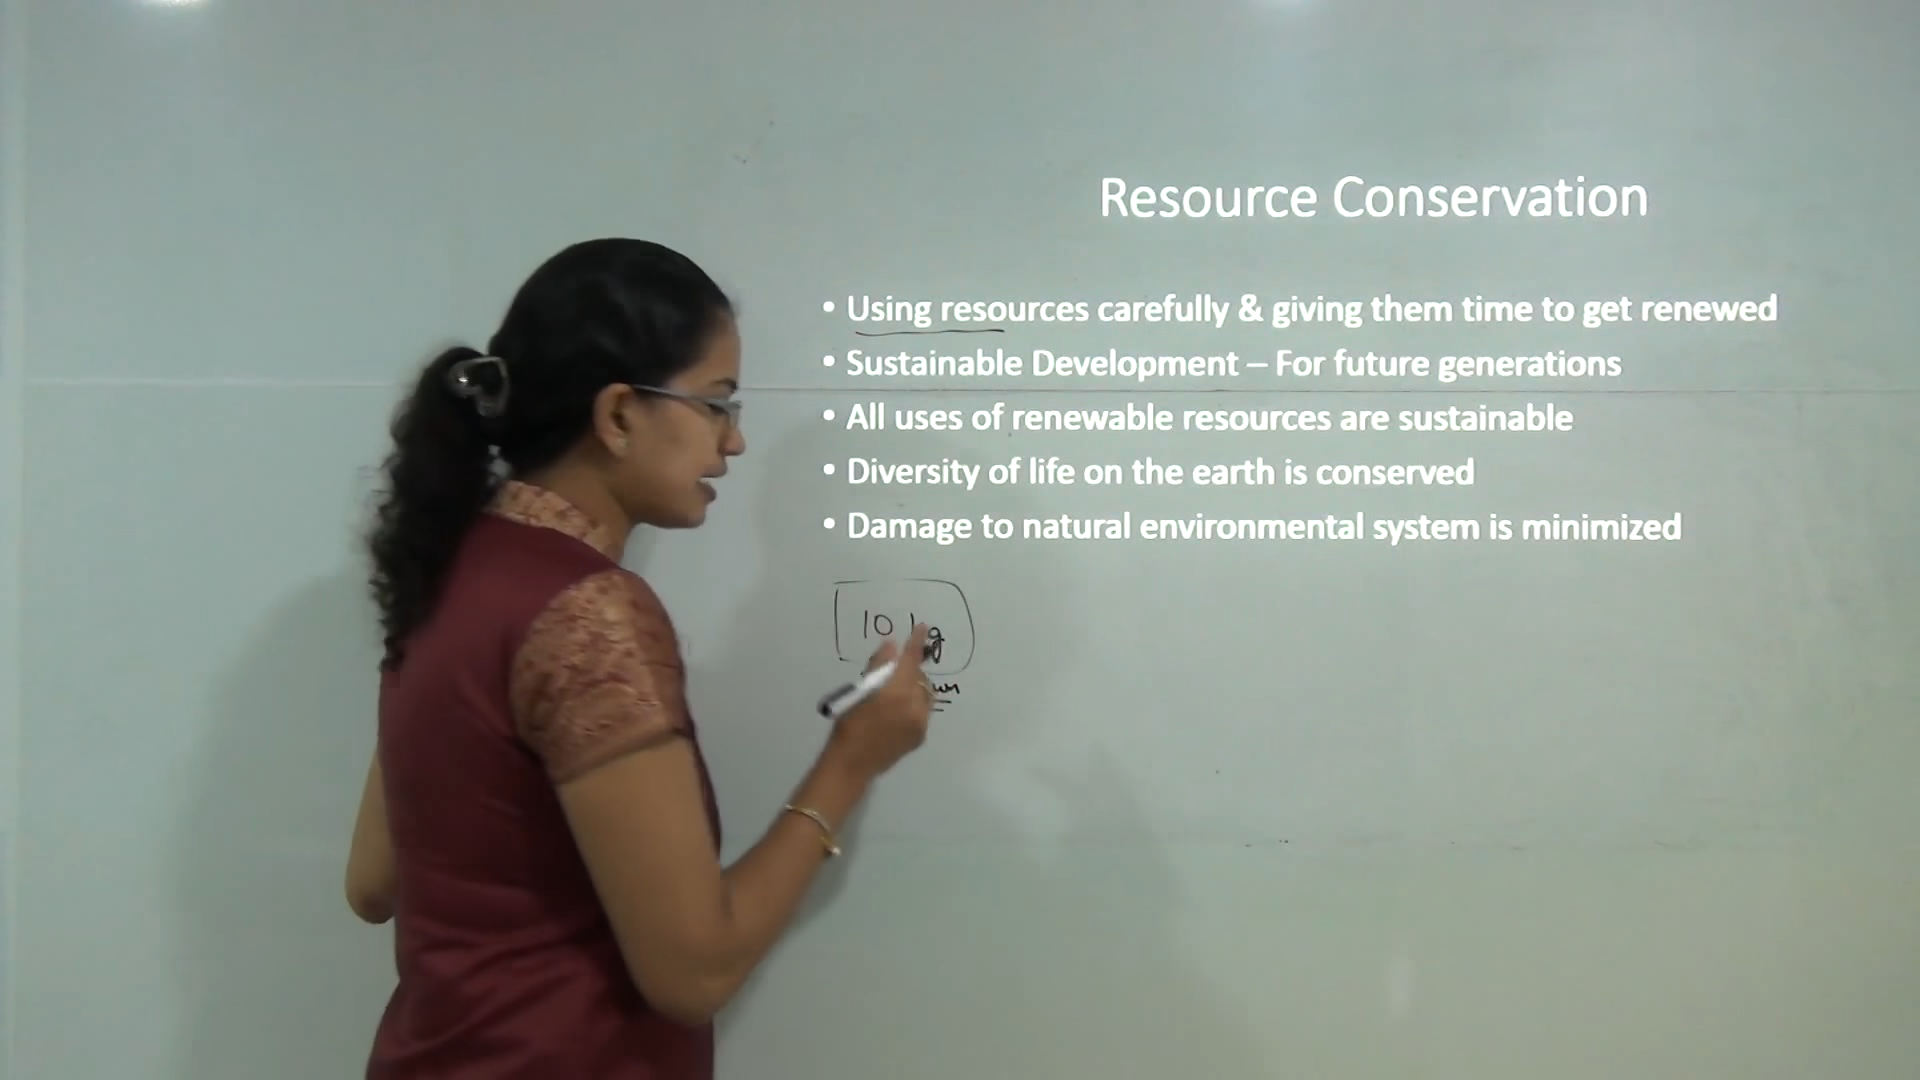 Resource Conservation
• Using resources carefully & giving them time to get renewed
• Sustainable Development – For future generations
• All uses of renewable resources are sustainable
• Diversity of life on the earth is conserved
• Damage to natural environmental system is minimized
10 kg